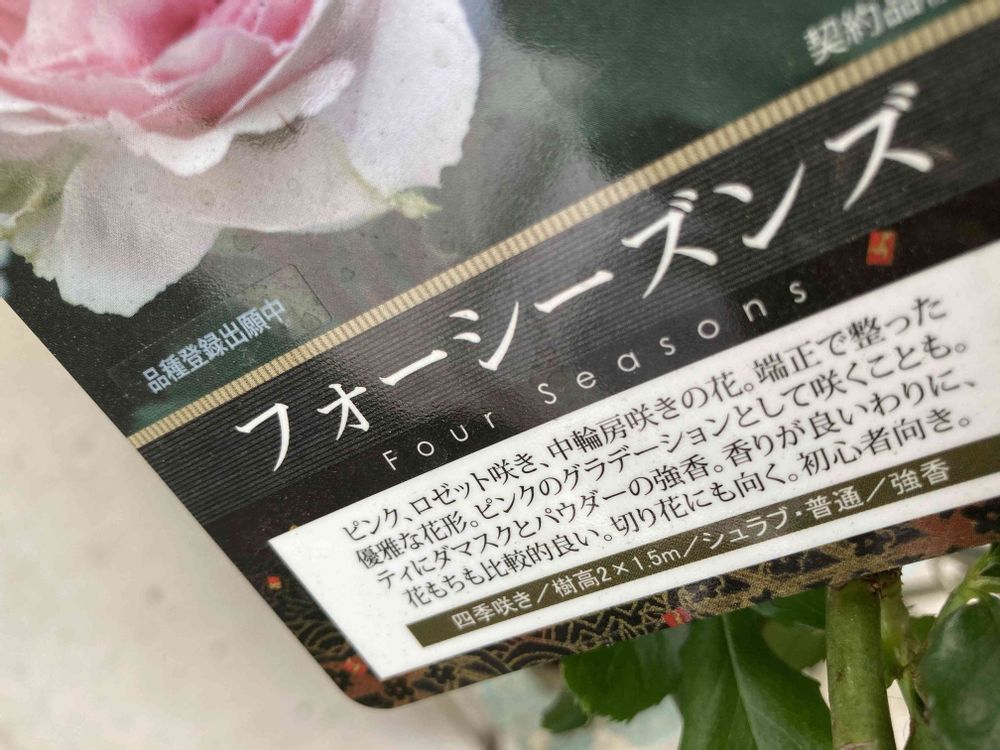 契約品種
品種登録出願中
フォーシーズンズ
Four Seasons
ピンク、ロゼット咲き、中輪房咲きの花。端正で整った
優雅な花形。ピンクのグラデーションとして咲くことも。
ティにダマスクとパウダーの強香。香りが良いわりに、
花もちも比較的良い。切り花にも向く。初心者向き。
四季咲き/樹高2×1.5m/シュラブ・普通/強香